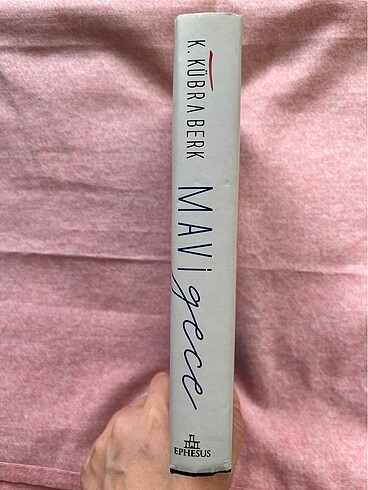 K. KÜBRA BERK
MAVİ
gece
EPHESUS